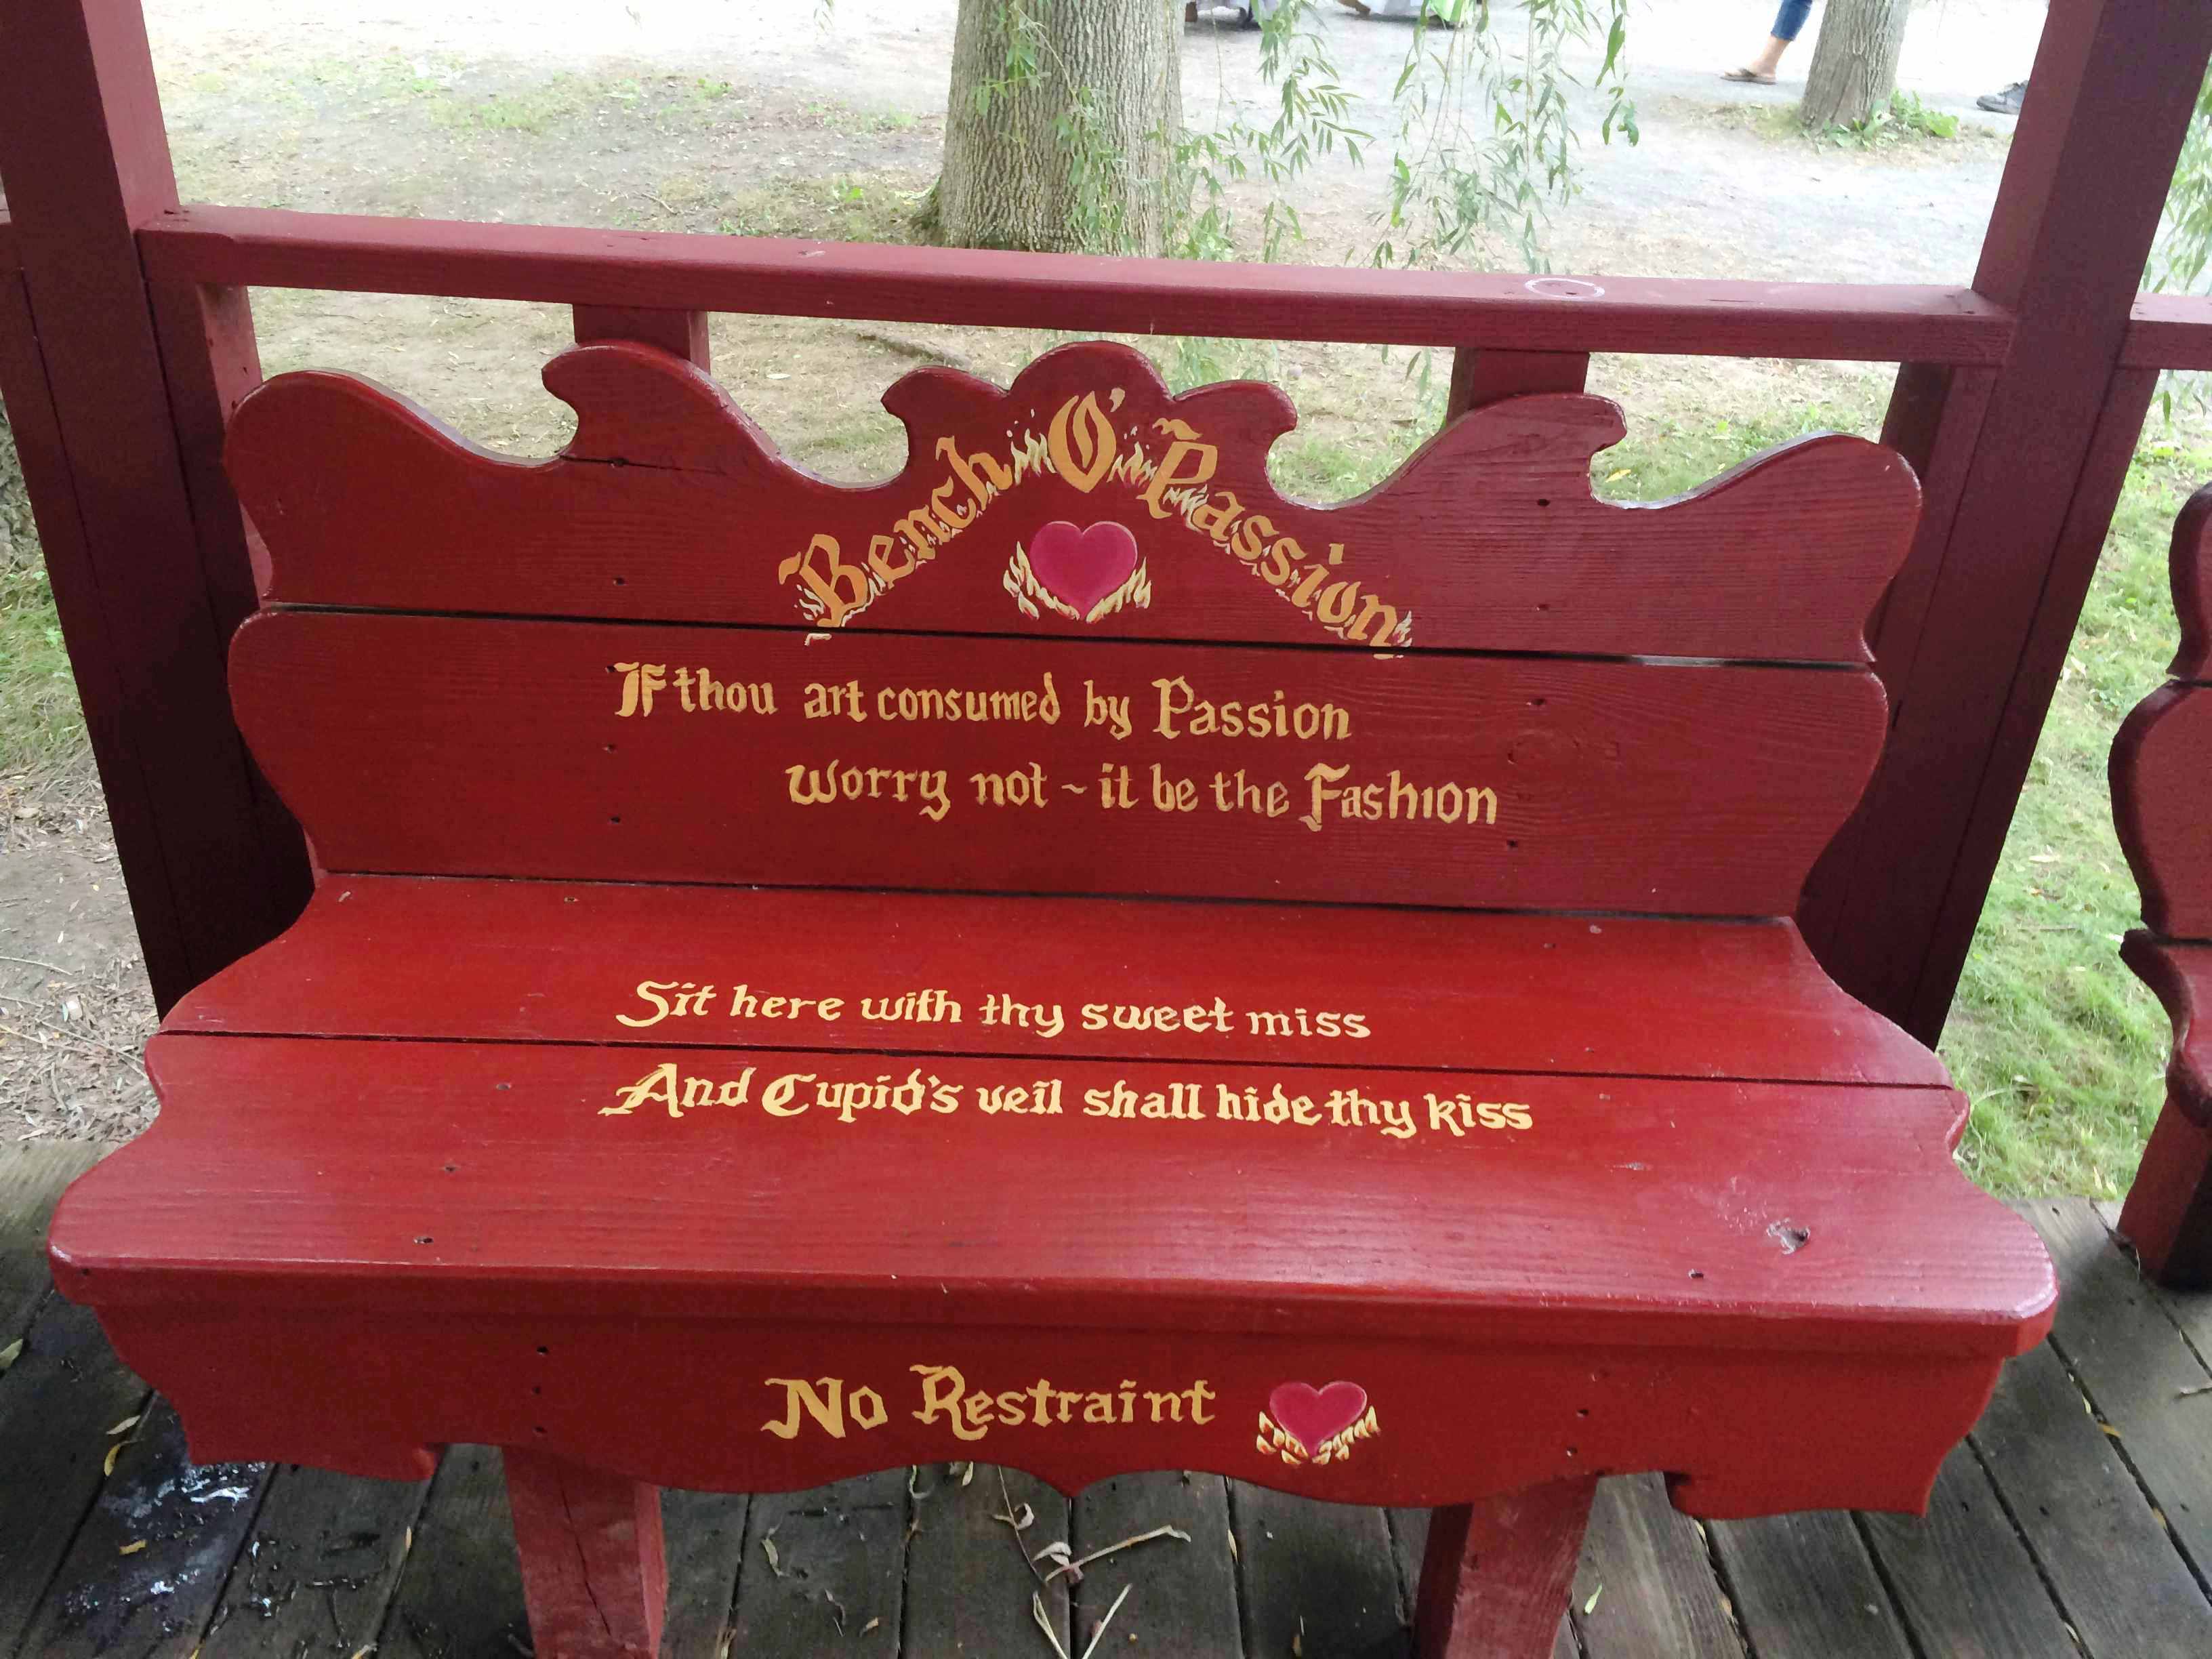 Bench O' Passion
If thou art consumed by Passion
Worry not ~ it be the Fashion
Sit here with thy sweet miss
And Cupid's veil shall hide thy kiss
No Restraint